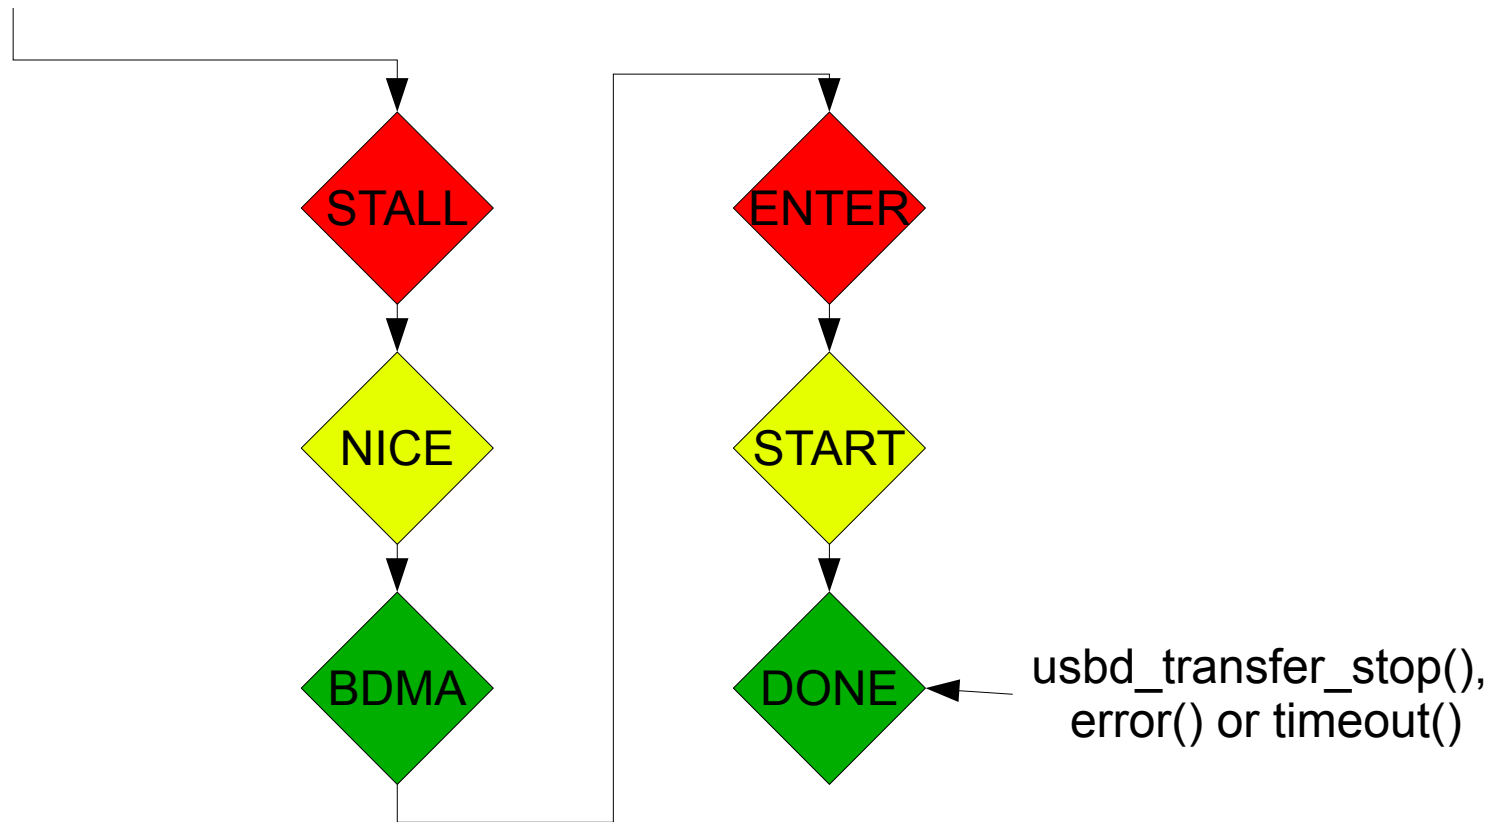 STALL
NICE
BDMA
ENTER
START
DONE
usbd_transfer_stop(),
error() or timeout()